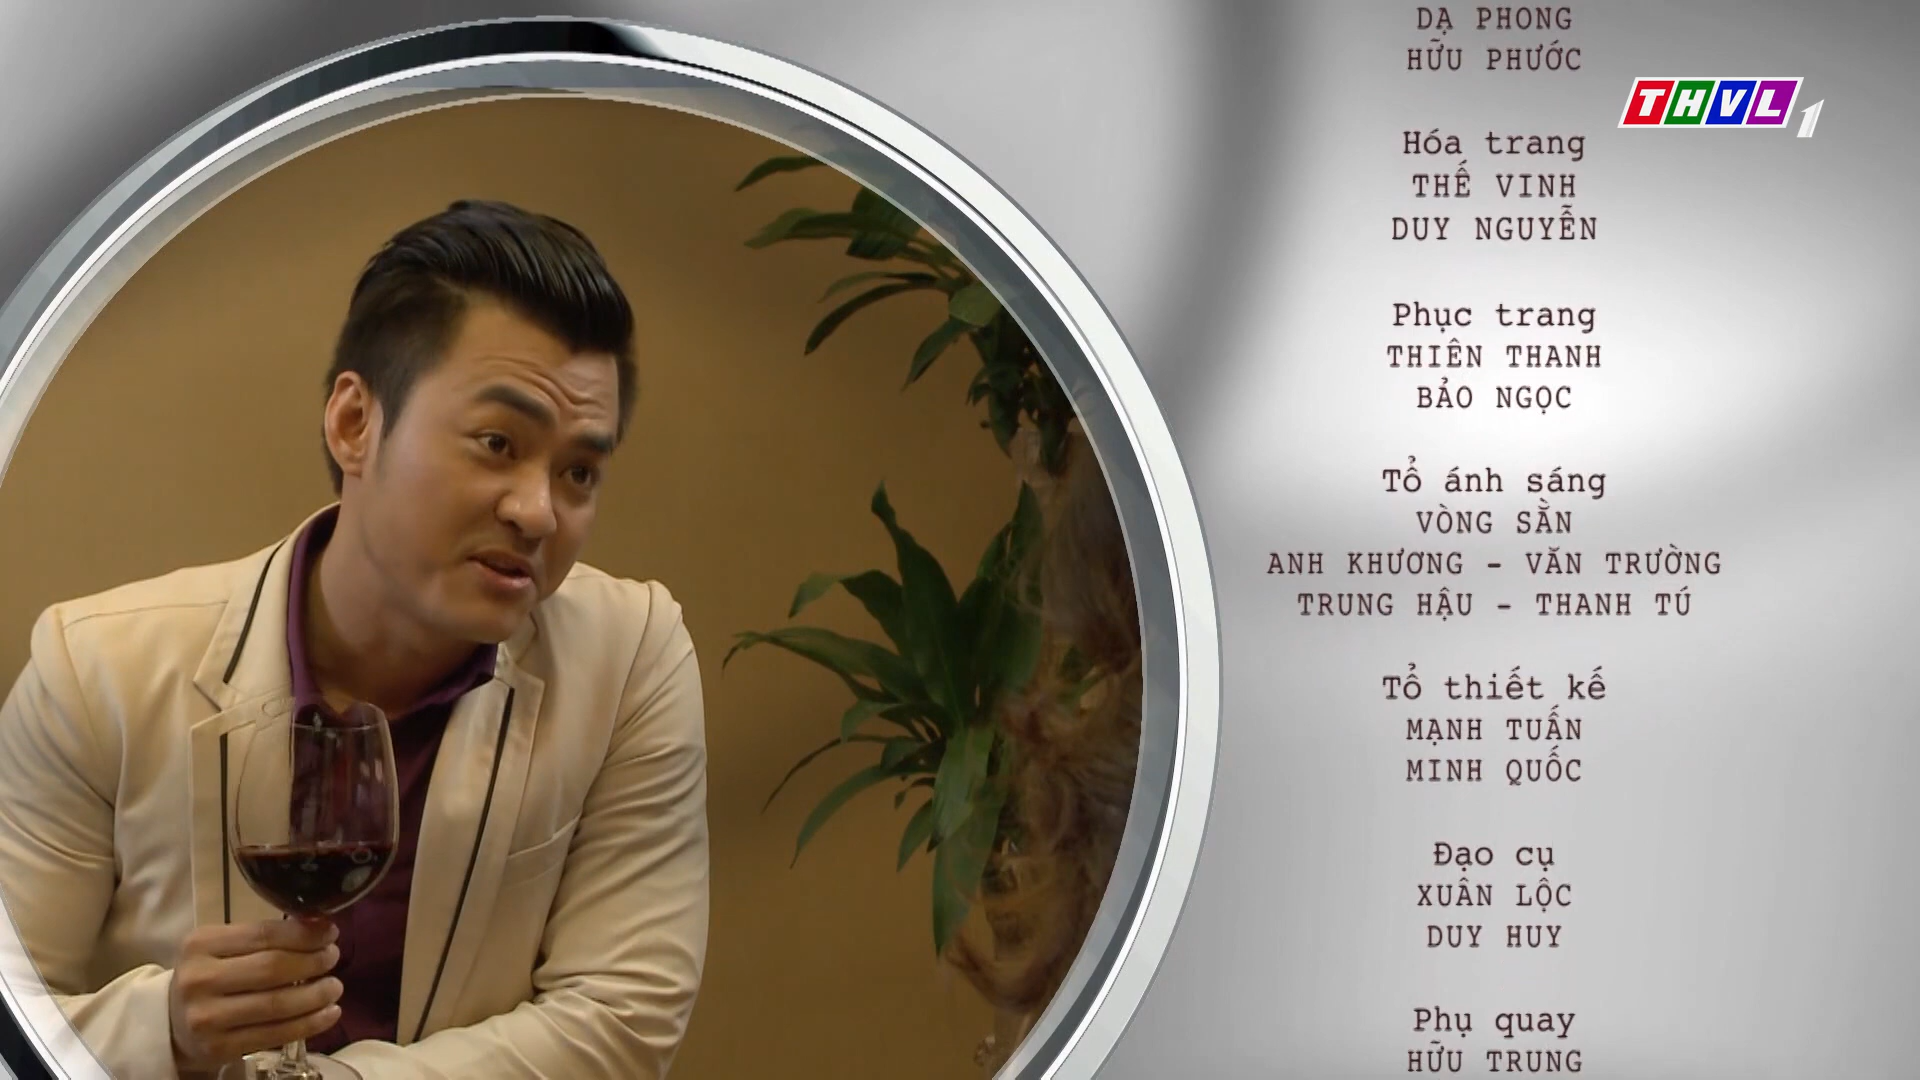 DẠ PHONG
HỮU PHƯỚC
THVL 1
Hóa trang
THẾ VINH
DUY NGUYỄN
Phục trang
THIÊN THANH
BẢO NGỌC
Tổ ánh sáng
VÒNG SẰN
ANH KHƯƠNG - VĂN TRƯỜNG
TRUNG HẬU - THANH TÚ
Tổ thiết kế
MẠNH TUẤN
MINH QUỐC
Đạo cụ
XUÂN LỘC
DUY HUY
Phụ quay
HỮU TRUNG